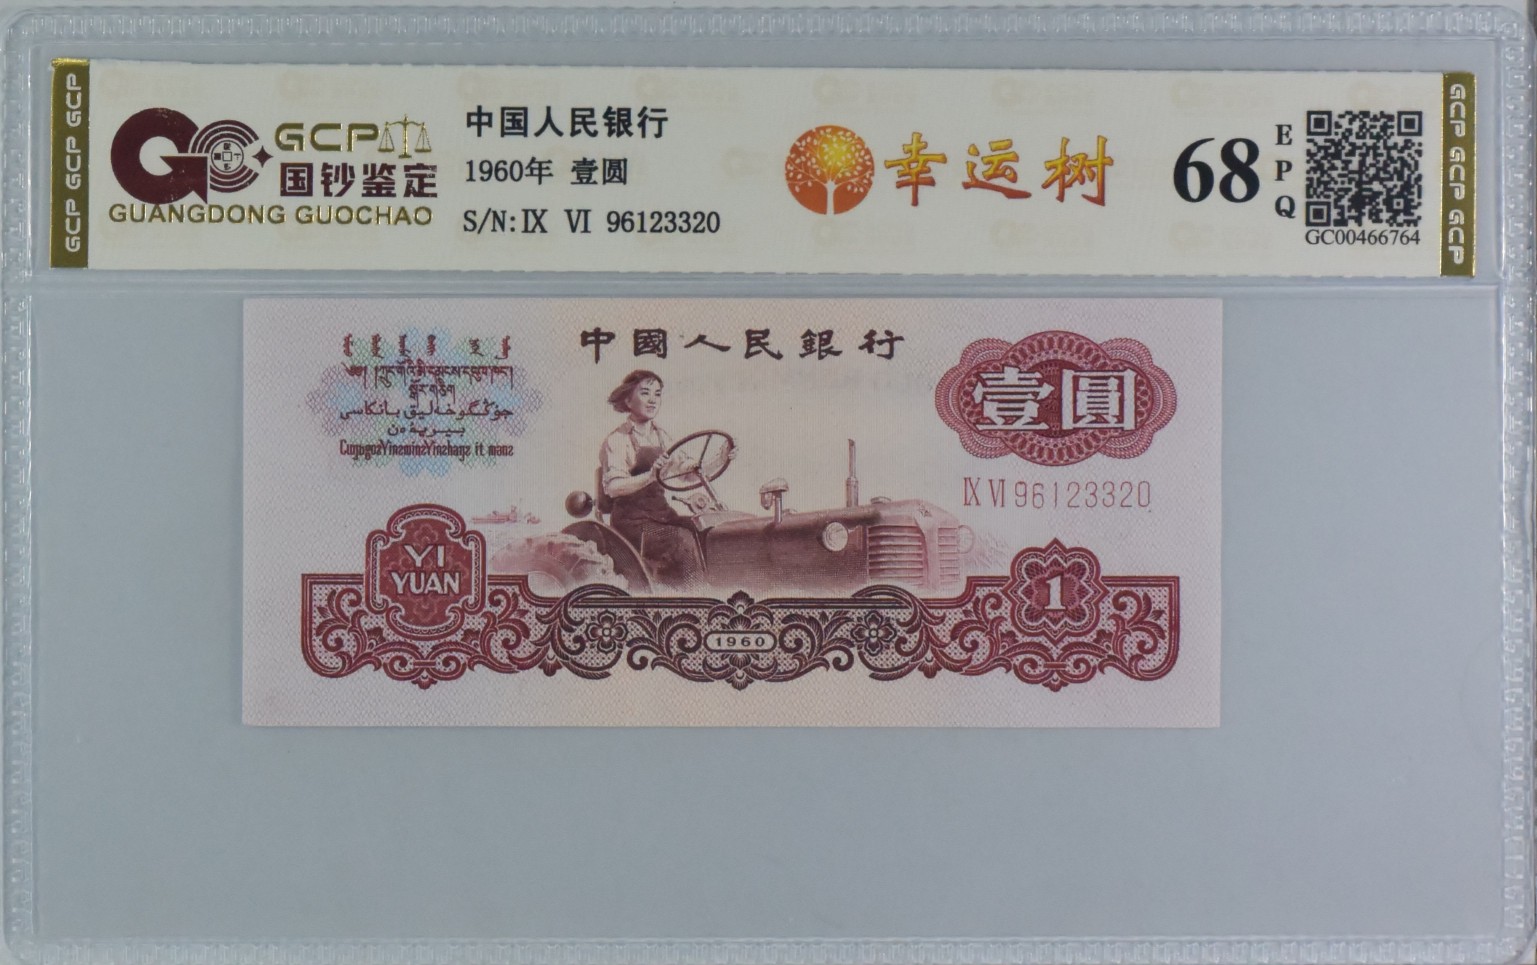 GCP GCP GCP
GCP
国钞鉴定
GUANGDONG GUOCHAO
中国人民银行
1960年 壹圆
S/N: IX VI 96123320
幸运树
68
EPQ
GC00466764
GCP GCP GCP
中國人民銀行
壹圓
IX VI 96123320
YI
YUAN
1960
1